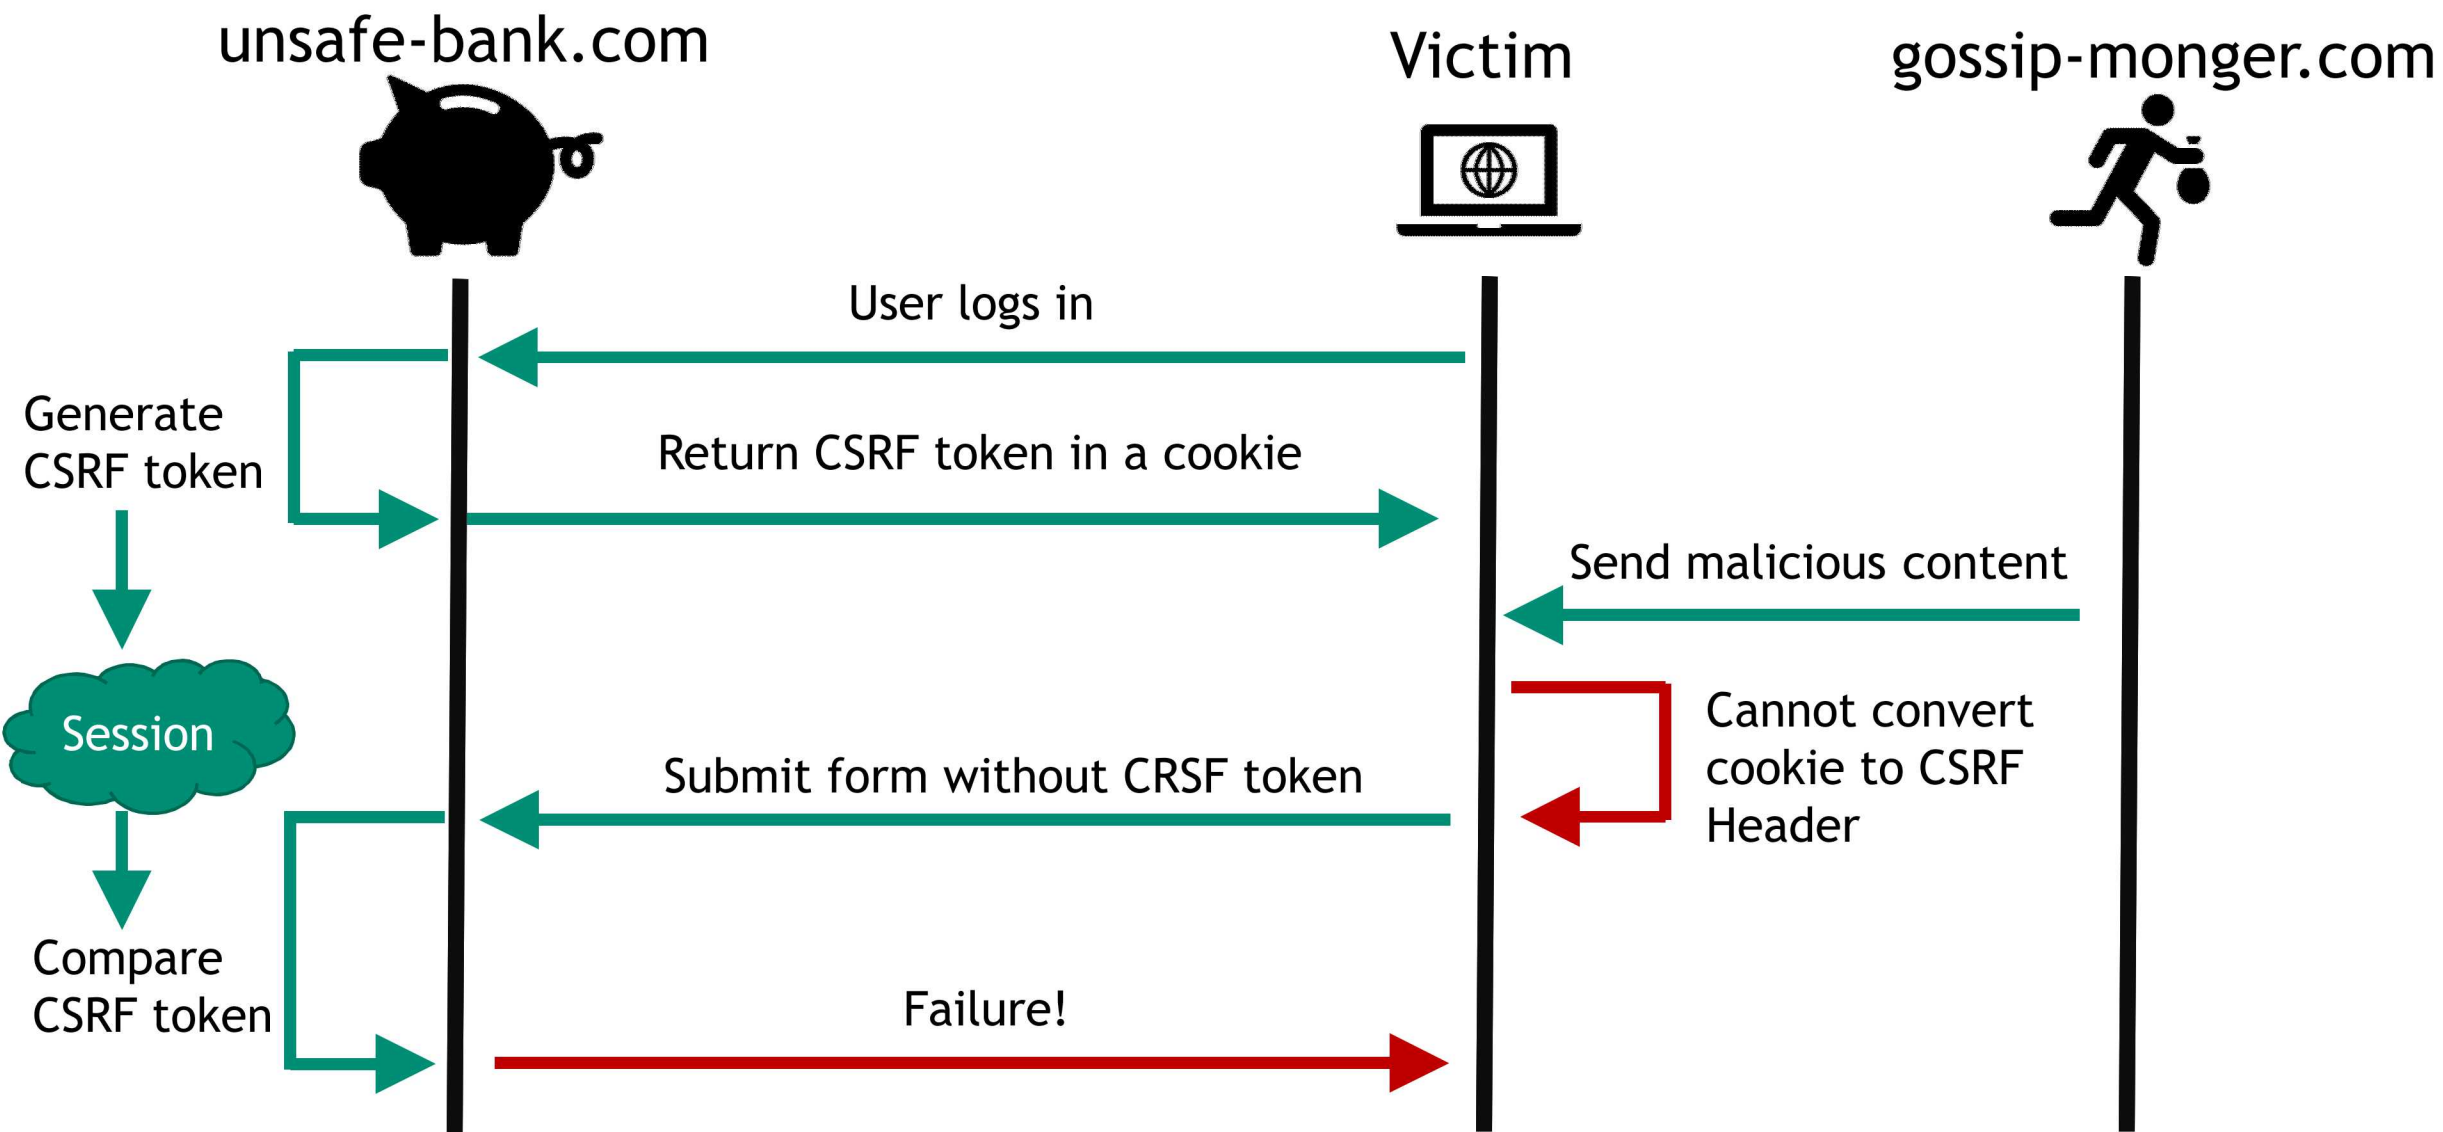 unsafe-bank.com
Victim
gossip-monger.com
User logs in
Generate
CSRF token
Return CSRF token in a cookie
Send malicious content
Session
Cannot convert
cookie to CSRF
Header
Submit form without CRSF token
Compare
CSRF token
Failure!